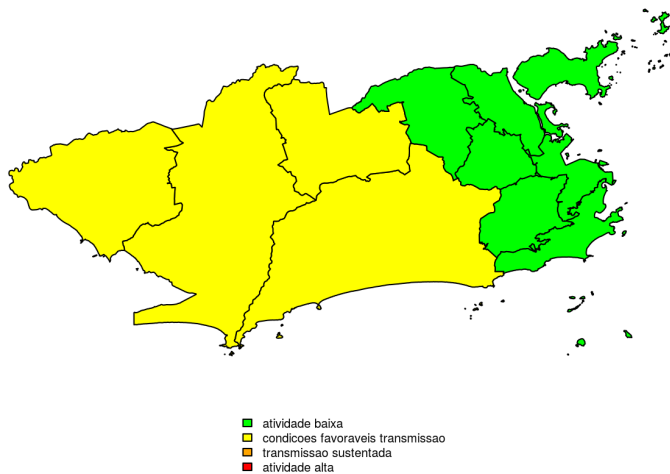 atividade baixa
condicoes favoraveis transmissao
transmissao sustentada
atividade alta